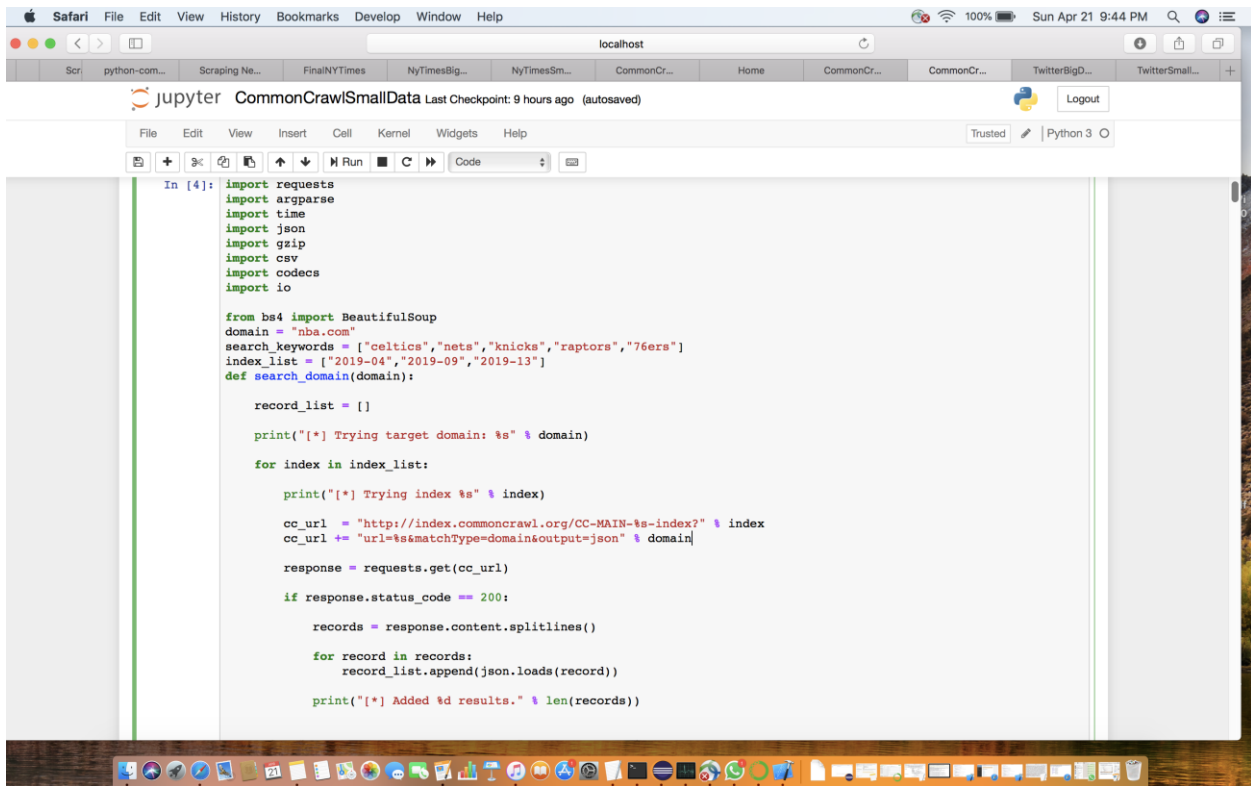 Safari File Edit View History Bookmarks Develop Window Help 100% Sun Apr 21 9:44 PM
localhost
Scri python-com... Scraping Ne... FinalNYTimes NyTimesBig... NyTimesSm... CommonCr... Home CommonCr... CommonCr... TwitterBigD... TwitterSmall...
jupyter CommonCrawlSmallData Last Checkpoint: 9 hours ago (autosaved) Logout
File Edit View Insert Cell Kernel Widgets Help Trusted Python 3
Run Code
In [4]: import requests
import argparse
import time
import json
import gzip
import csv
import codecs
import io
from bs4 import BeautifulSoup
domain = "nba.com"
search_keywords = ["celtics","nets","knicks","raptors","76ers"]
index_list = ["2019-04","2019-09","2019-13"]
def search_domain(domain):
record_list = []
print("[*] Trying target domain: %s" % domain)
for index in index_list:
print("[*] Trying index %s" % index)
cc_url  = "http://index.commoncrawl.org/CC-MAIN-%s-index?" % index
cc_url += "url=%s&matchType=domain&output=json" % domain
response = requests.get(cc_url)
if response.status_code == 200:
records = response.content.splitlines()
for record in records:
record_list.append(json.loads(record))
print("[*] Added %d results." % len(records))
21